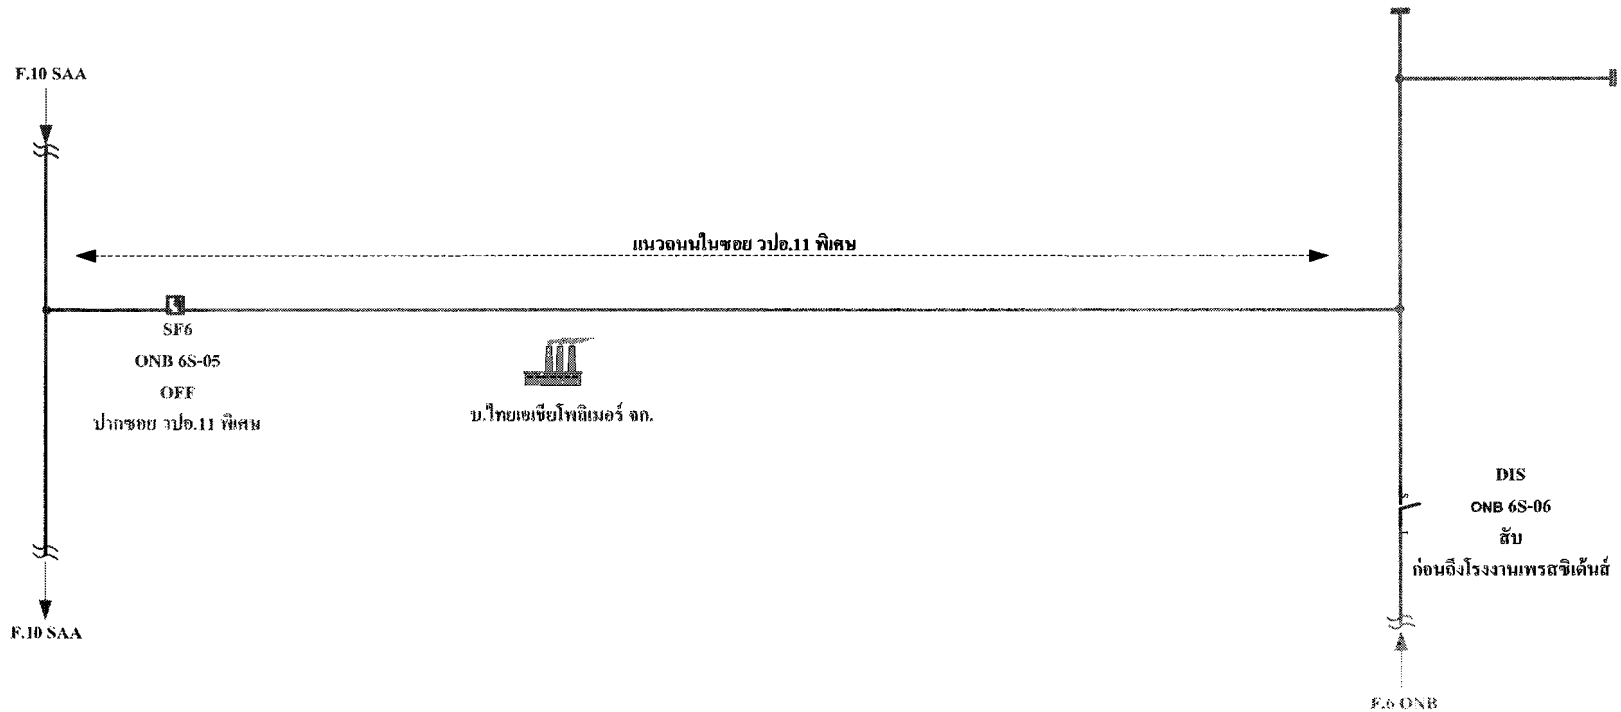 F.10 SAA
แนวถนนในซอย วปอ.11 พิเศษ
SF6
ONB 6S-05
OFF
ปากซอย วปอ.11 พิเศษ
บ.ไทยเอเชียโพลิเมอร์ จก.
S
DIS
ONB 6S-06
สับ
ก่อนถึงโรงงานเพรสซิเด้นส์
F.10 SAA
F.6 ONB